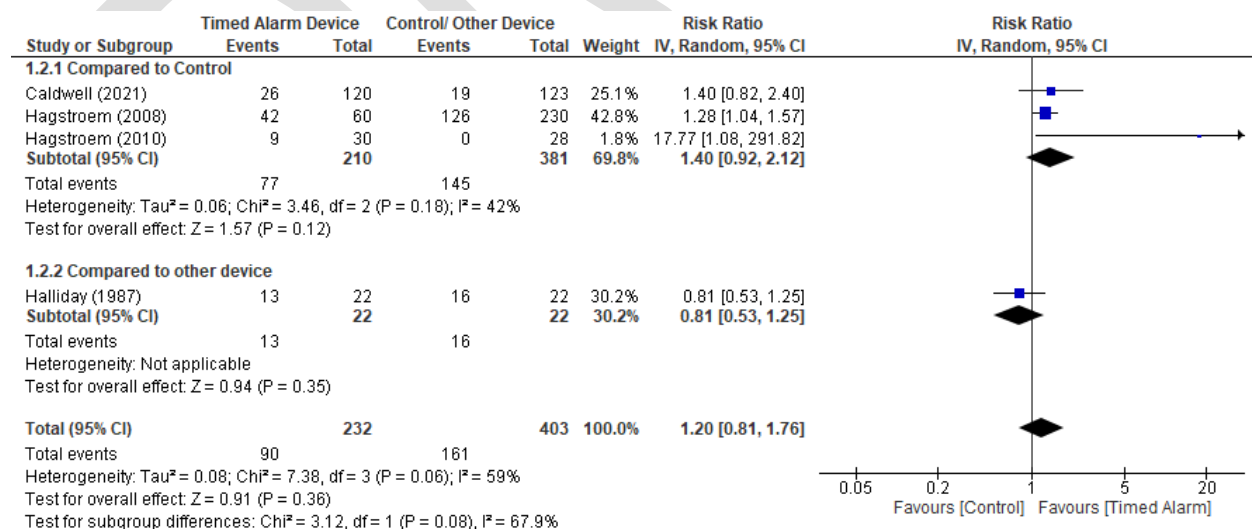 Timed Alarm Device Control/ Other Device Risk Ratio Risk Ratio
Study or Subgroup Events Total Events Total Weight IV, Random, 95% CI IV, Random, 95% CI
1.2.1 Compared to Control
Caldwell (2021) 26 120 19 123 25.1% 1.40 [0.82, 2.40]
Hagstroem (2008) 42 60 126 230 42.8% 1.28 [1.04, 1.57]
Hagstroem (2010) 9 30 0 28 1.8% 17.77 [1.08, 291.82]
Subtotal (95% CI) 210 381 69.8% 1.40 [0.92, 2.12]
Total events 77 145
Heterogeneity: Tau² = 0.06; Chi² = 3.46, df = 2 (P = 0.18); I² = 42%
Test for overall effect: Z = 1.57 (P = 0.12)
1.2.2 Compared to other device
Halliday (1987) 13 22 16 22 30.2% 0.81 [0.53, 1.25]
Subtotal (95% CI) 22 22 30.2% 0.81 [0.53, 1.25]
Total events 13 16
Heterogeneity: Not applicable
Test for overall effect: Z = 0.94 (P = 0.35)
Total (95% CI) 232 403 100.0% 1.20 [0.81, 1.76]
Total events 90 161
Heterogeneity: Tau² = 0.08; Chi² = 7.38, df = 3 (P = 0.06); I² = 59%
Test for overall effect: Z = 0.91 (P = 0.36)
Test for subgroup differences: Chi² = 3.12, df = 1 (P = 0.08), I² = 67.9%
0.05 0.2 1 5 20
Favours [Control] Favours [Timed Alarm]